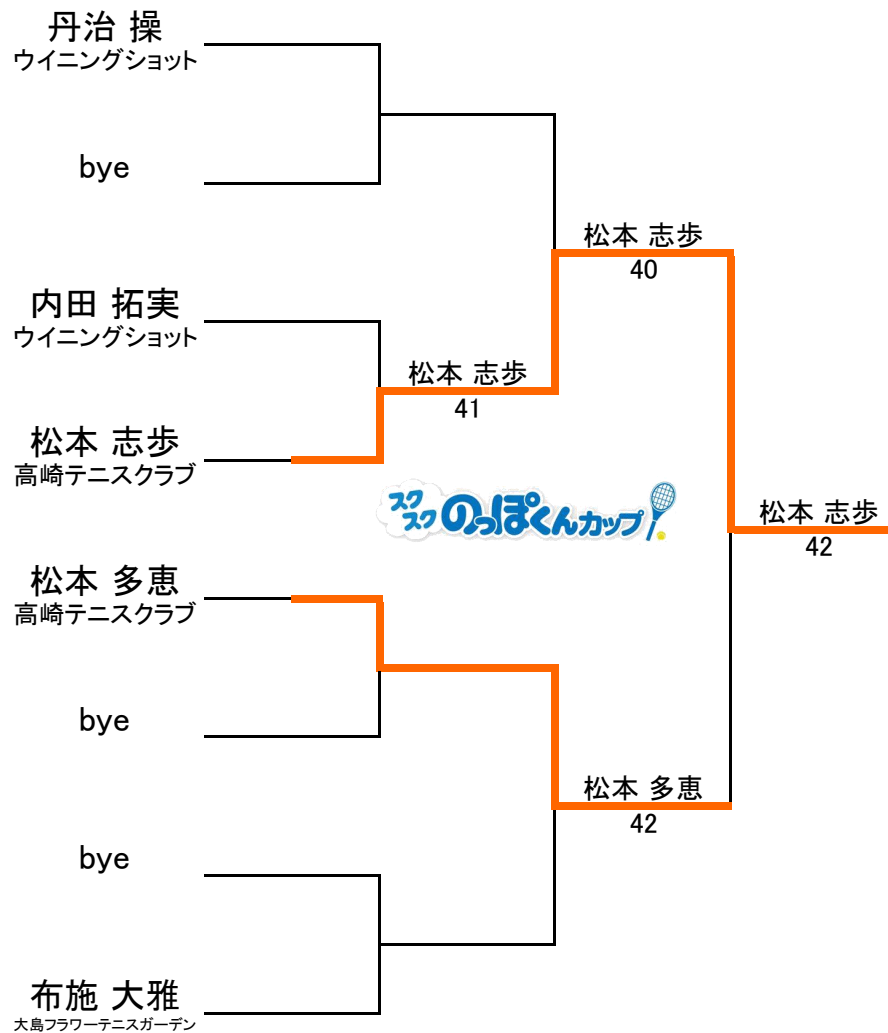 丹治 操
ウイニングショット
bye
松本 志歩
40
内田 拓実
ウイニングショット
松本 志歩
41
松本 志歩
高崎テニスクラブ
スクスクのっぽくんカップ
松本 志歩
42
松本 多恵
高崎テニスクラブ
bye
松本 多恵
42
bye
布施 大雅
大島フラワーテニスガーデン